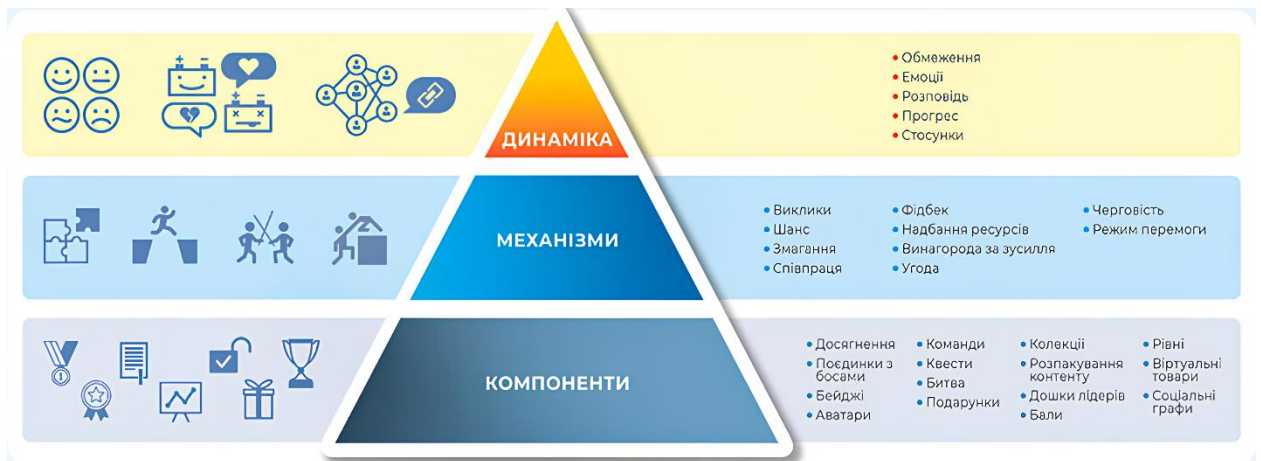 ДИНАМІКА
• Обмеження
• Емоції
• Розповідь
• Прогрес
• Стосунки
МЕХАНІЗМИ
• Виклики
• Шанс
• Змагання
• Співпраця
• Фідбек
• Надбання ресурсів
• Винагорода за зусилля
• Угода
• Черговість
• Режим перемоги
КОМПОНЕНТИ
• Досягнення
• Поєдинки з
босами
• Бейджі
• Аватари
• Команди
• Квести
• Битва
• Подарунки
• Колекції
• Розпакування
контенту
• Дошки лідерів
• Бали
• Рівні
• Віртуальні
товари
• Соціальні
графи
1